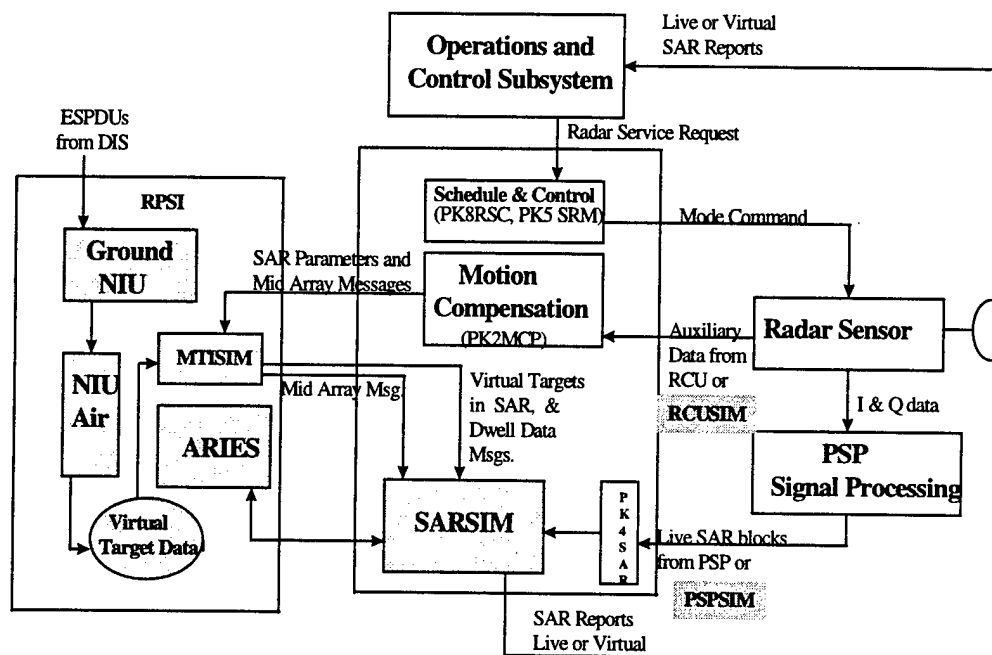 Operations and
Control Subsystem
Live or Virtual
SAR Reports
ESPDUs
from DIS
Radar Service Request
RPSI
Schedule & Control
(PK8RSC, PK5 SRM)
Mode Command
Ground
NIU
SAR Parameters and
Mid Array Messages
Motion
Compensation
(PK2MCP)
Radar Sensor
Auxiliary
Data from
RCU or
RCUSIM
NIU
Air
MTISIM
Mid Array Msg.
Virtual Targets
in SAR, &
Dwell Data
Msgs.
I & Q data
ARIES
PSP
Signal Processing
SARSIM
P
K
4
S
A
R
Virtual
Target Data
Live SAR blocks
from PSP or
PSPSIM
SAR Reports
Live or Virtual